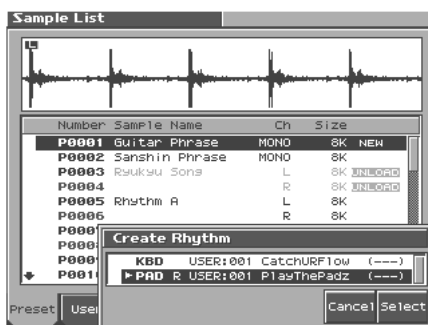 Sample List
L
Number Sample Name Ch Size
P0001 Guitar Phrase MONO 8K NEW
P0002 Sanshin Phrase MONO 8K
P0003 Ryukyu Song L 8K UNLOAD
P0004 R 8K UNLOAD
P0005 Rhythm A L 8K
P0006 R 8K
Create Rhythm
KBD USER:001 CatchURFlow (---)
PAD R USER:001 PlayThePadz (---)
Preset User Cancel Select